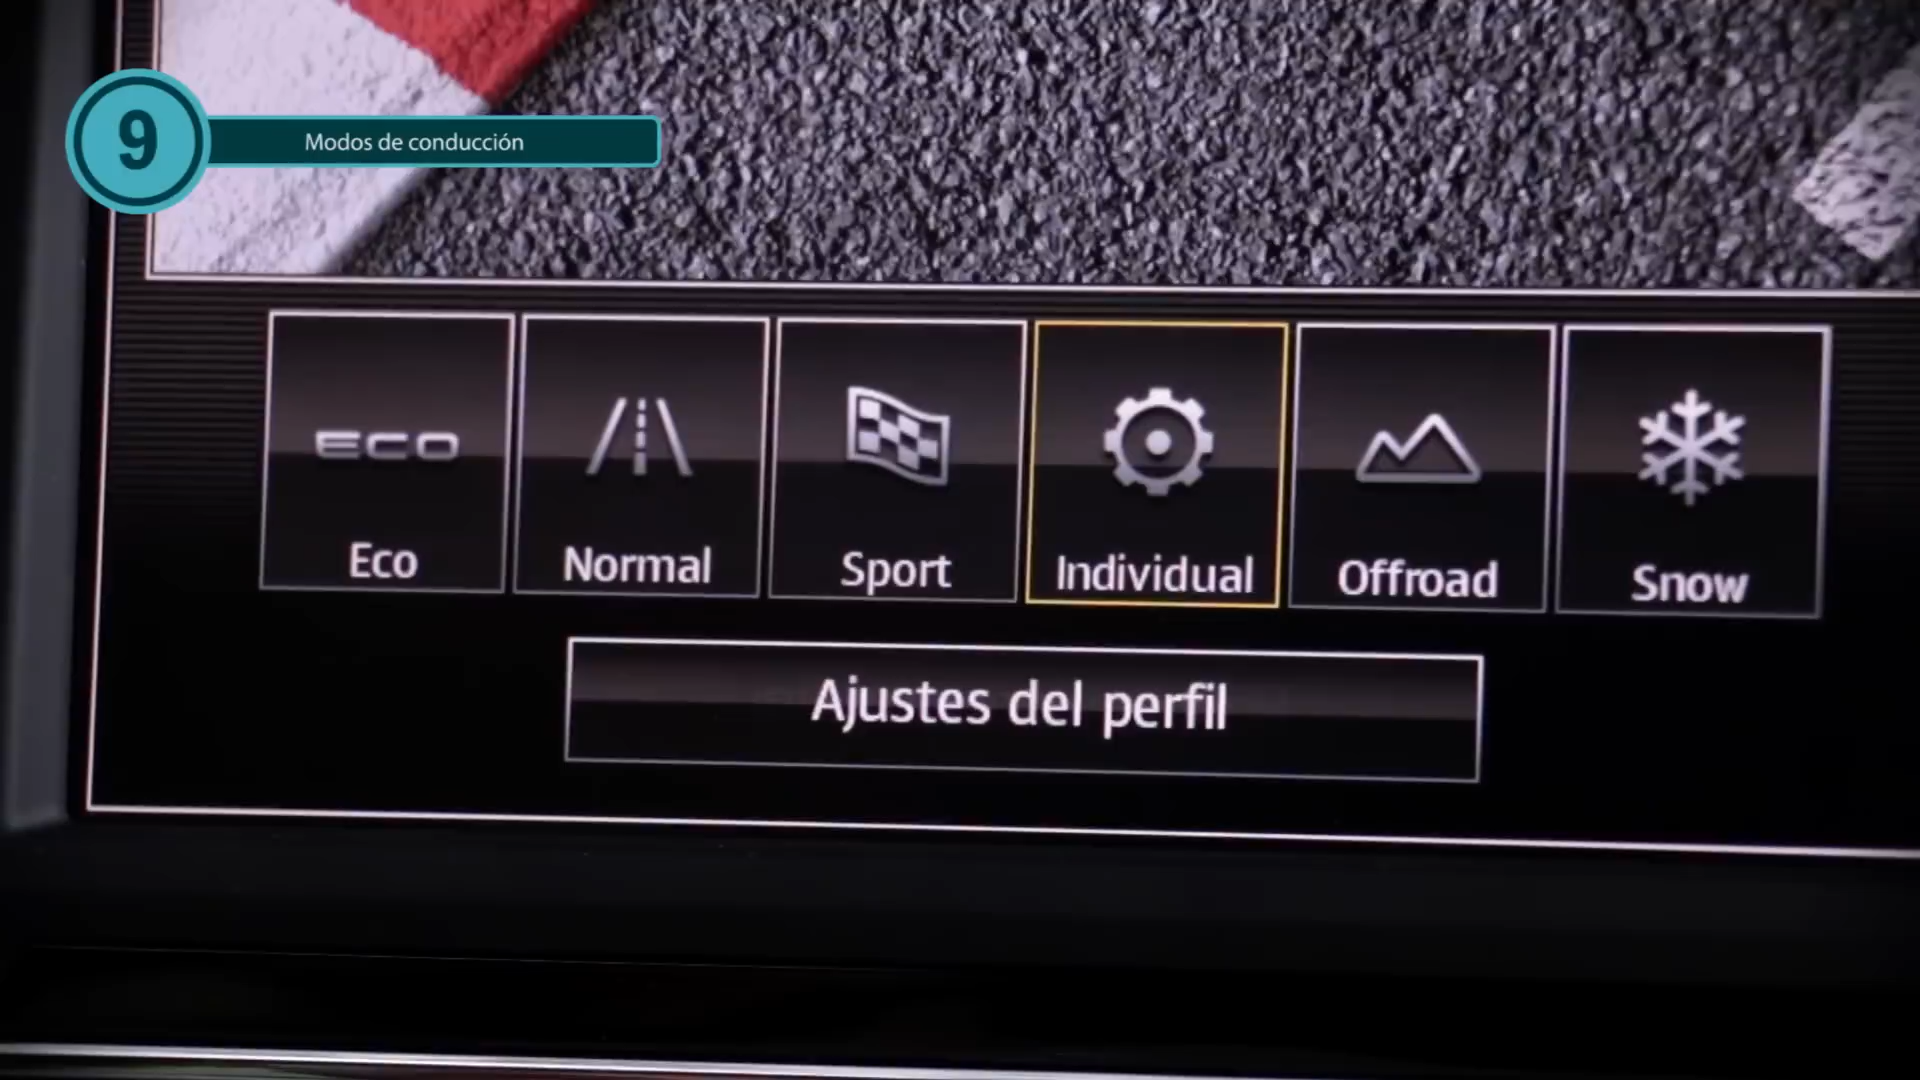 9
Modos de conducción
ECO
Eco
Normal
Sport
Individual
Offroad
Snow
Ajustes del perfil